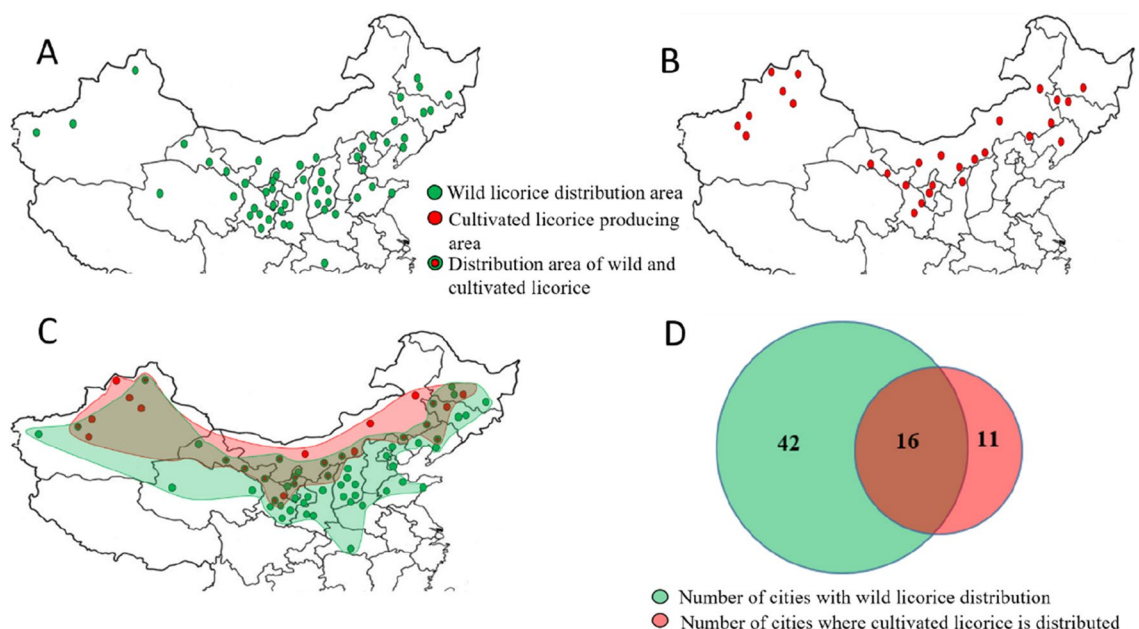 A
B
Wild licorice distribution area
Cultivated licorice producing
area
Distribution area of wild and
cultivated licorice
C
D
42
16
11
Number of cities with wild licorice distribution
Number of cities where cultivated licorice is distributed